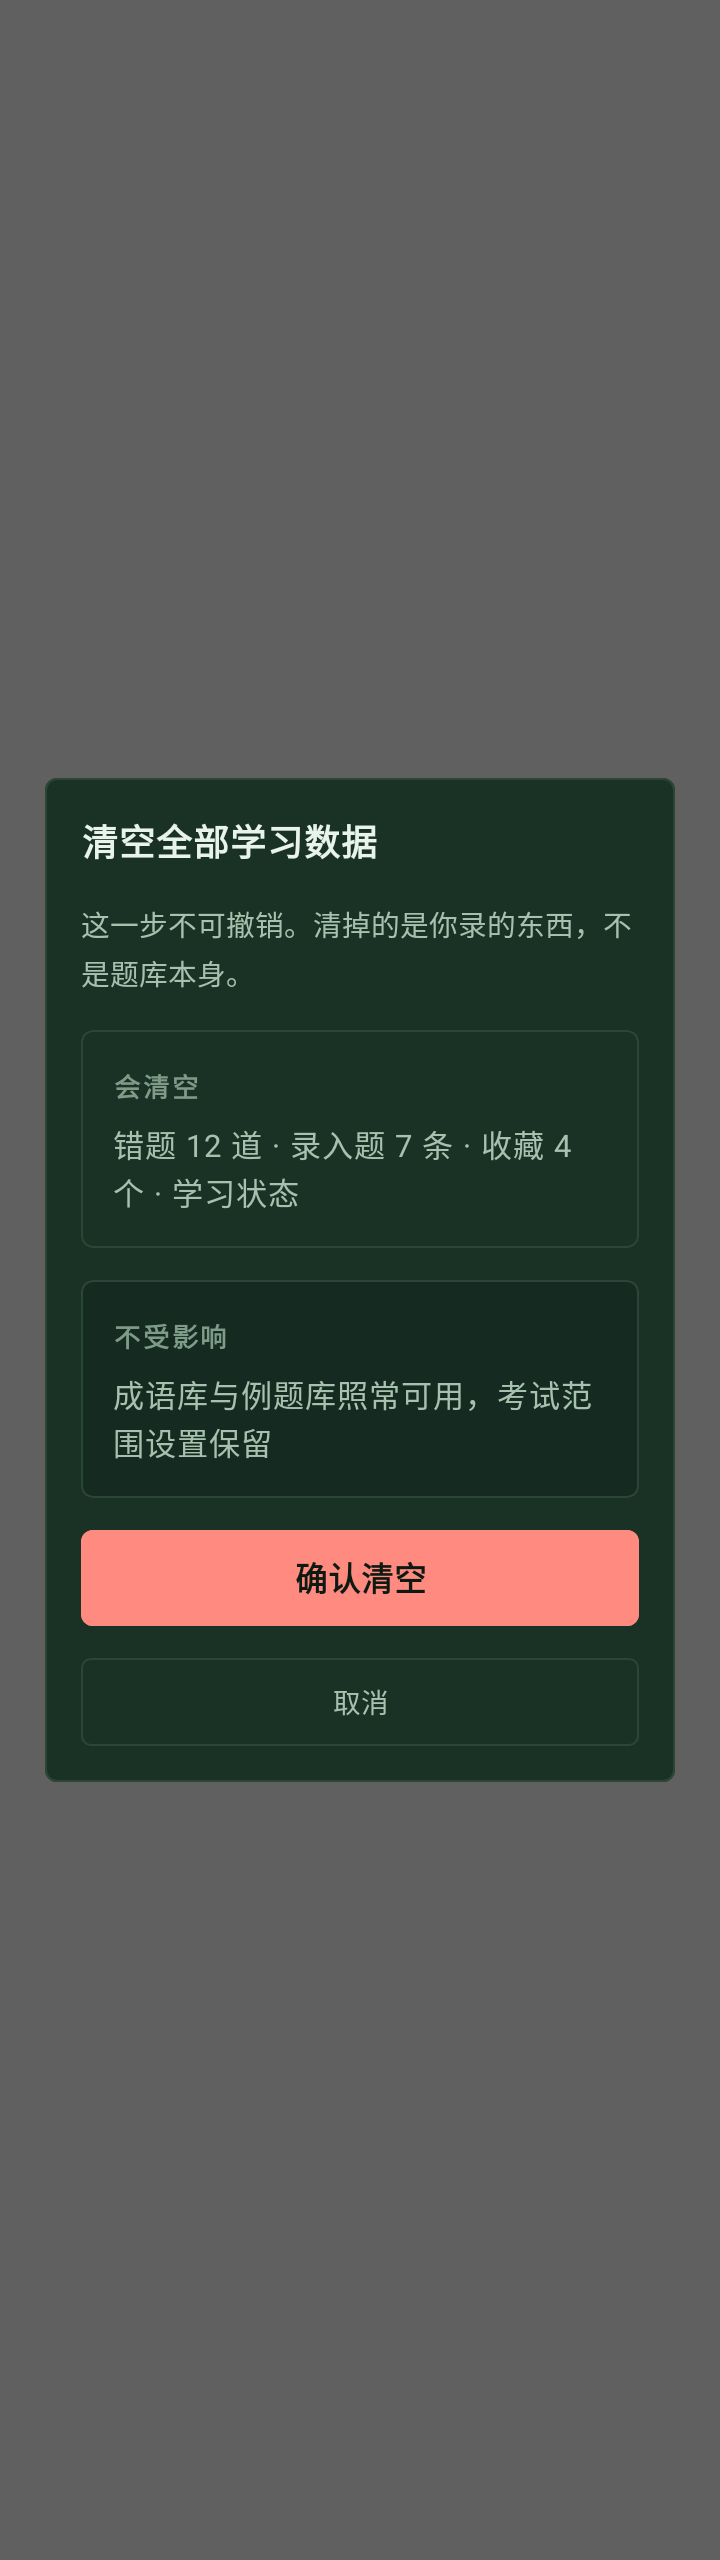 清空全部学习数据
这一步不可撤销。清掉的是你录的东西，不
是题库本身。
会清空
错题 12 道 · 录入题 7 条 · 收藏 4
个 · 学习状态
不受影响
成语库与例题库照常可用，考试范
围设置保留
确认清空
取消